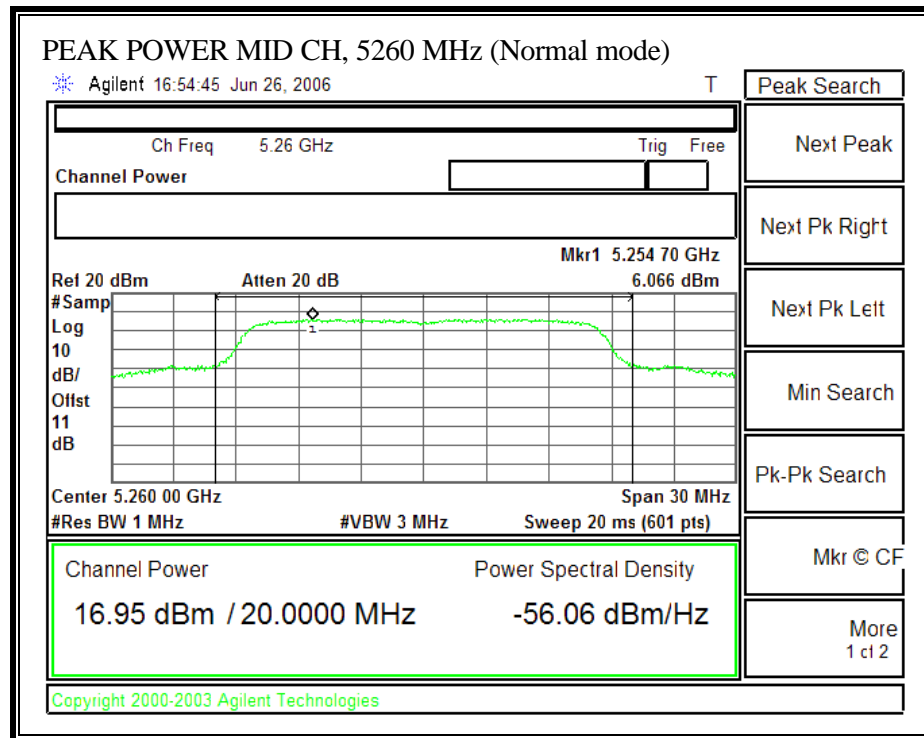 PEAK POWER MID CH, 5260 MHz (Normal mode)
Agilent 16:54:45 Jun 26, 2006 T
Peak Search
Ch Freq 5.26 GHz Trig Free
Channel Power
Next Peak
Next Pk Right
Mkr1 5.254 70 GHz
Ref 20 dBm Atten 20 dB 6.066 dBm
#Samp
Log
10
dB/
Offst
11
dB
1
Next Pk Left
Min Search
Pk-Pk Search
Center 5.260 00 GHz Span 30 MHz
#Res BW 1 MHz #VBW 3 MHz Sweep 20 ms (601 pts)
Mkr © CF
Channel Power Power Spectral Density
16.95 dBm / 20.0000 MHz -56.06 dBm/Hz
More
1 of 2
Copyright 2000-2003 Agilent Technologies